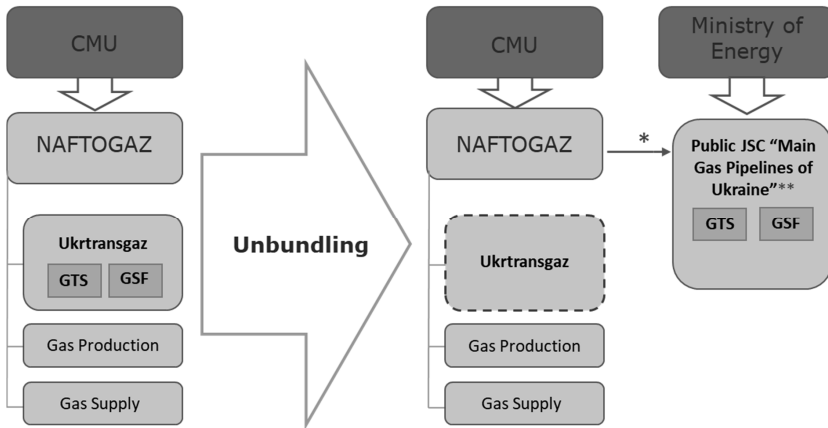 CMU
NAFTOGAZ
Ukrtransgaz
GTS
GSF
Gas Production
Gas Supply
Unbundling
CMU
NAFTOGAZ
*
Ukrtransgaz
Gas Production
Gas Supply
Ministry of
Energy
Public JSC “Main
Gas Pipelines of
Ukraine”**
GTS
GSF